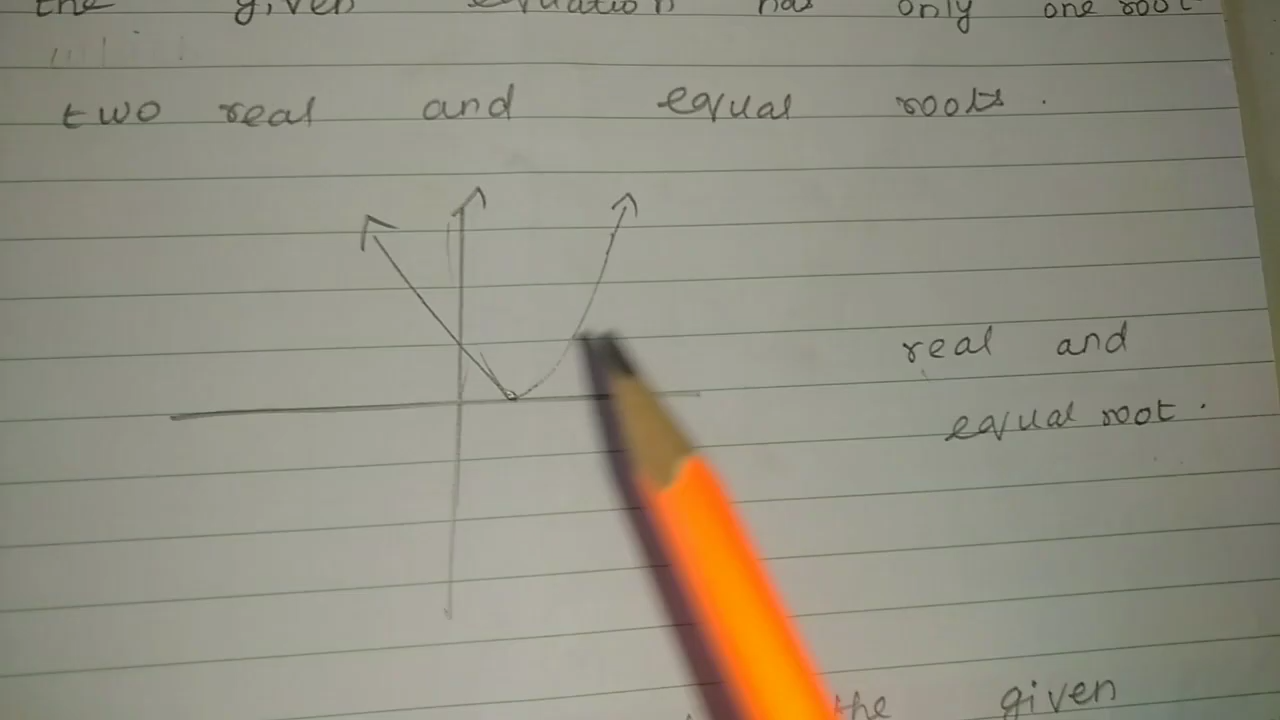 the given equation has only one root
two real and equal roots.
real and
equal root.
the given